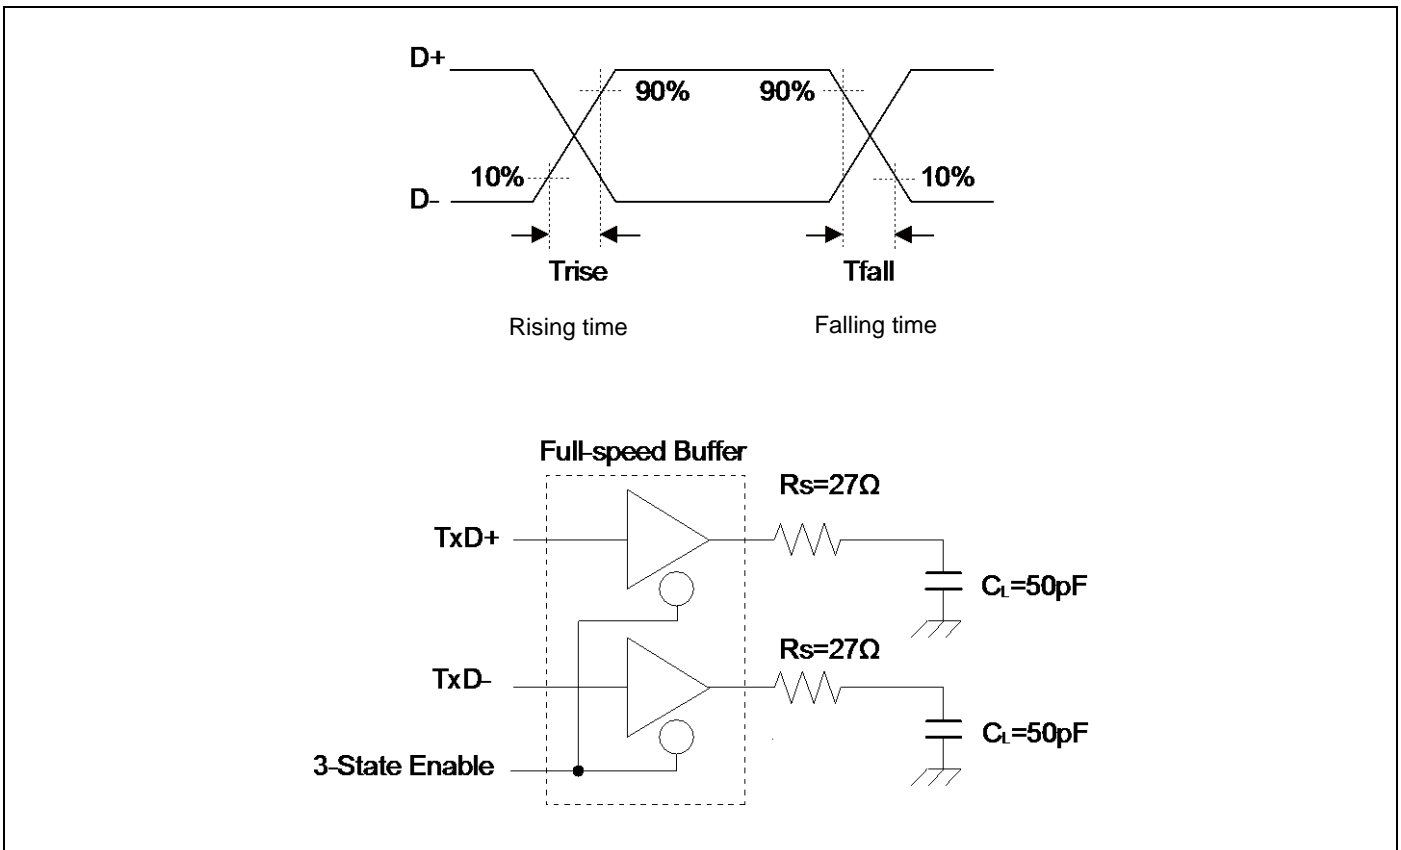 D+
90%
90%
10%
10%
D-
Trise
Tfall
Rising time
Falling time
Full-speed Buffer
Rs=27Ω
TxD+
CL=50pF
Rs=27Ω
TxD-
CL=50pF
3-State Enable